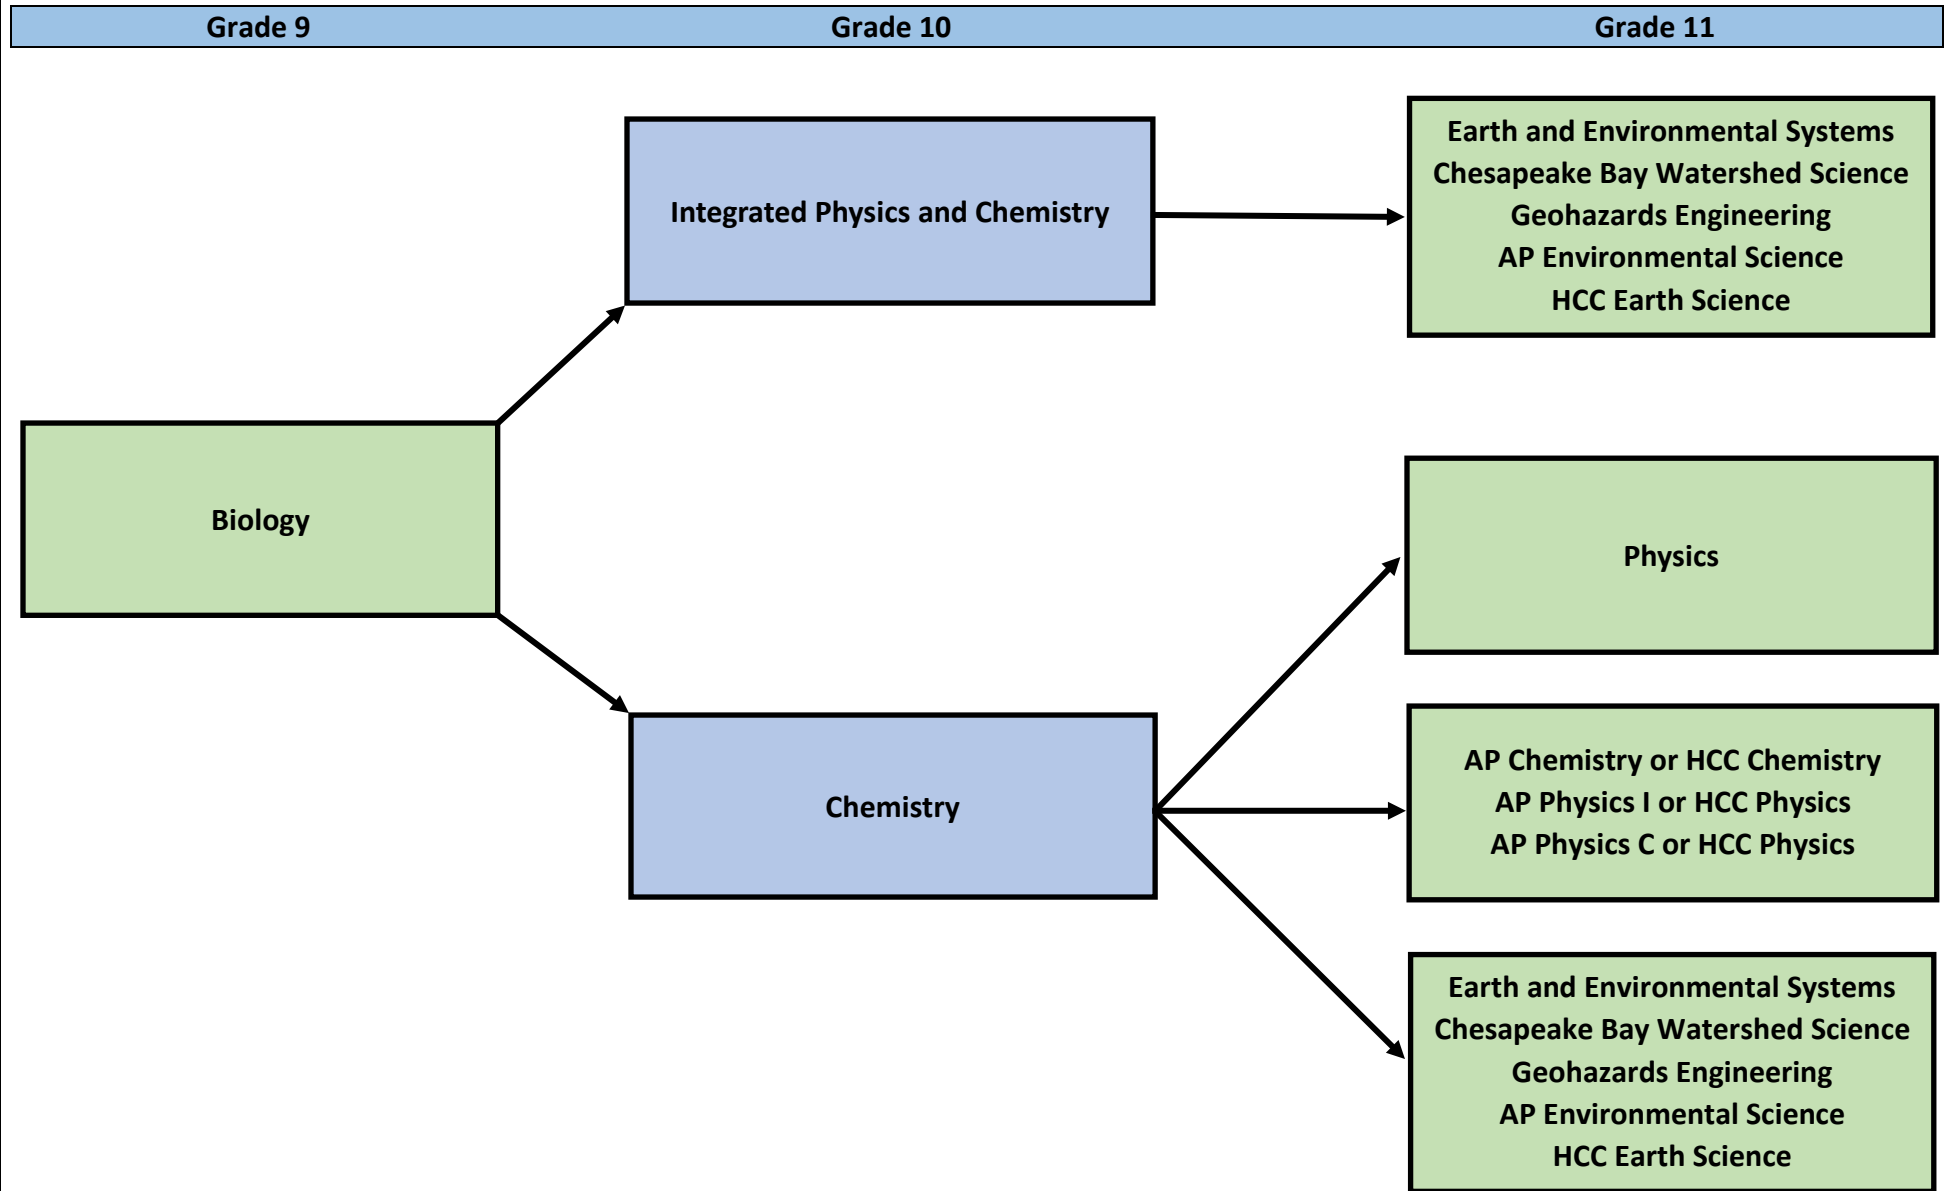 Grade 9 Grade 10 Grade 11
Earth and Environmental Systems
Chesapeake Bay Watershed Science
Geohazards Engineering
AP Environmental Science
HCC Earth Science
Integrated Physics and Chemistry
Biology
Physics
AP Chemistry or HCC Chemistry
AP Physics I or HCC Physics
AP Physics C or HCC Physics
Chemistry
Earth and Environmental Systems
Chesapeake Bay Watershed Science
Geohazards Engineering
AP Environmental Science
HCC Earth Science